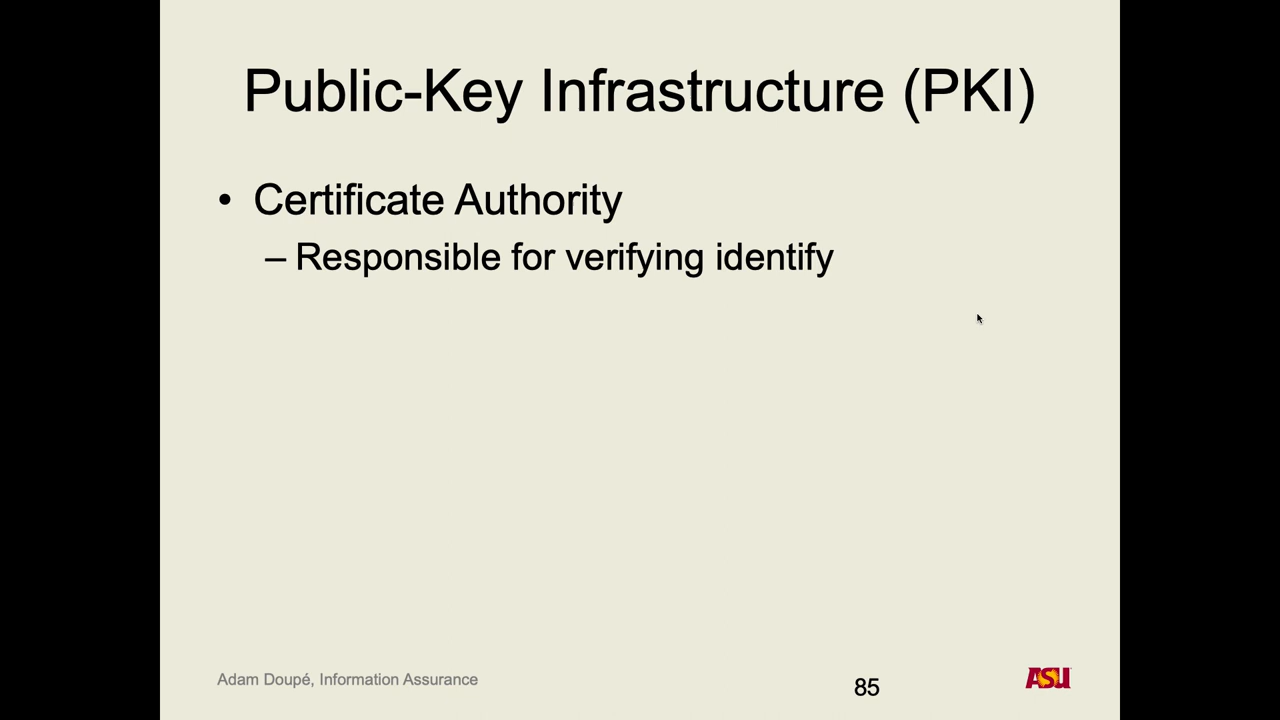 Public-Key Infrastructure (PKI)
• Certificate Authority
– Responsible for verifying identify
Adam Doupé, Information Assurance
85
ASU